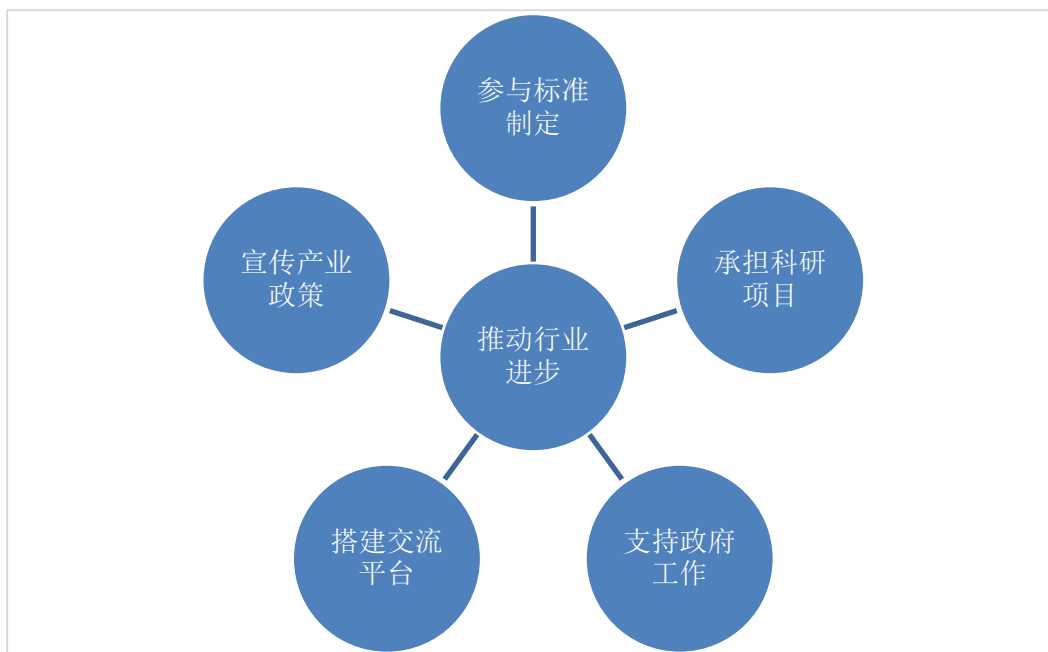 参与标准
制定
宣传产业
政策
承担科研
项目
推动行业
进步
搭建交流
平台
支持政府
工作